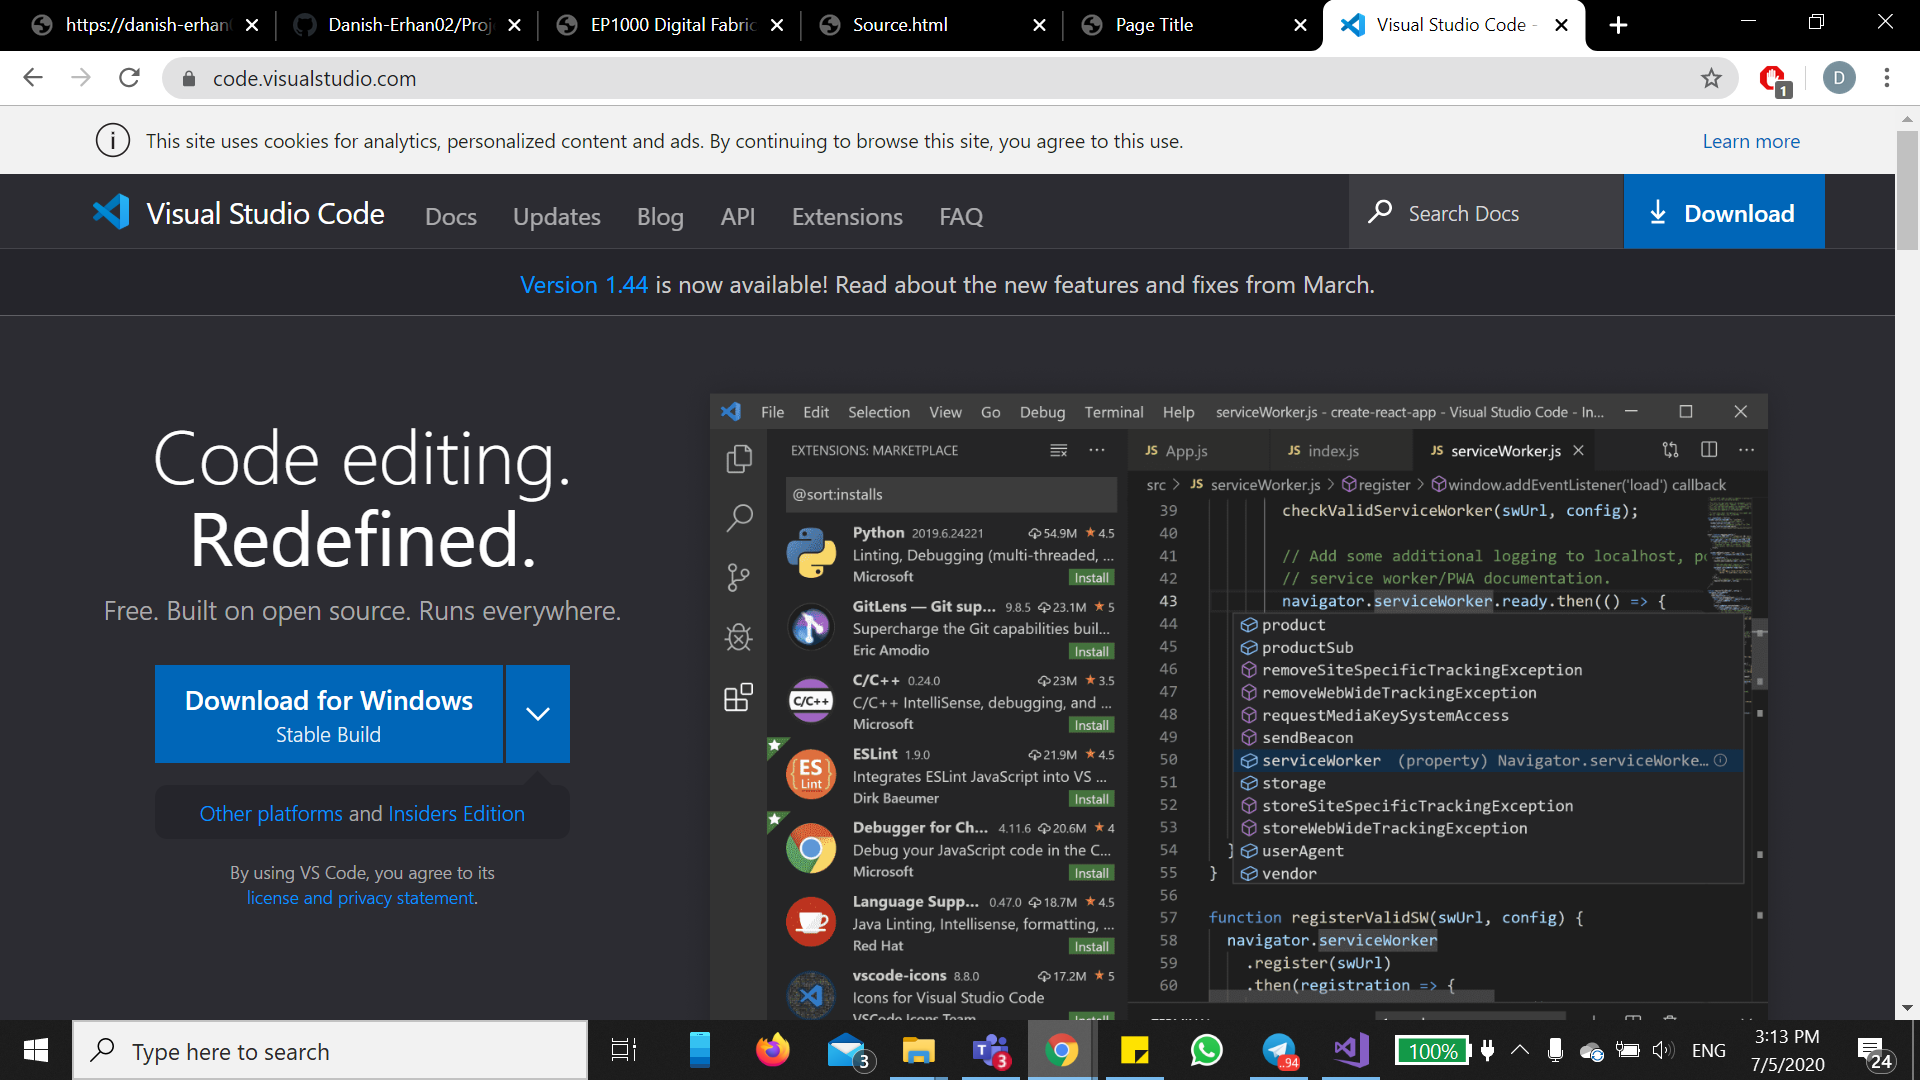 https://danish-erhan
Danish-Erhan02/Proj
EP1000 Digital Fabric
Source.html
Page Title
Visual Studio Code -
code.visualstudio.com
1
D
This site uses cookies for analytics, personalized content and ads. By continuing to browse this site, you agree to this use.
Learn more
Visual Studio Code
Docs
Updates
Blog
API
Extensions
FAQ
Search Docs
Download
Version 1.44 is now available! Read about the new features and fixes from March.
Code editing.
Redefined.
Free. Built on open source. Runs everywhere.
Download for Windows
Stable Build
Other platforms and Insiders Edition
By using VS Code, you agree to its
license and privacy statement.
File Edit Selection View Go Debug Terminal Help serviceWorker.js - create-react-app - Visual Studio Code - In...
EXTENSIONS: MARKETPLACE
@sort:installs
Python 2019.6.24221 54.9M ★ 4.5
Linting, Debugging (multi-threaded, ...
Microsoft Install
GitLens — Git sup... 9.8.5 23.1M ★ 5
Supercharge the Git capabilities buil...
Eric Amodio Install
C/C++ 0.24.0 23M ★ 3.5
C/C++
C/C++ IntelliSense, debugging, and ...
Microsoft Install
ESLint 1.9.0 21.9M ★ 4.5
ES
Lint
Integrates ESLint JavaScript into VS ...
Dirk Baeumer Install
Debugger for Ch... 4.11.6 20.6M ★ 4
Debug your JavaScript code in the C...
Microsoft Install
Language Supp... 0.47.0 18.7M ★ 4.5
Java Linting, Intellisense, formatting, ...
Red Hat Install
vscode-icons 8.8.0 17.2M ★ 5
Icons for Visual Studio Code
VSCode Icons Team Install
JS App.js
JS index.js
JS serviceWorker.js
src > JS serviceWorker.js > register > window.addEventListener('load') callback
39 checkValidServiceWorker(swUrl, config);
40
41 // Add some additional logging to localhost, po
42 // service worker/PWA documentation.
43 navigator.serviceWorker.ready.then(() => {
44 product
45 productSub
46 removeSiteSpecificTrackingException
47 removeWebWideTrackingException
48 requestMediaKeySystemAccess
49 sendBeacon
50 serviceWorker (property) Navigator.serviceWorke...
51 storage
52 storeSiteSpecificTrackingException
53 storeWebWideTrackingException
54 } userAgent
55 } vendor
56
57 function registerValidSW(swUrl, config) {
58 navigator.serviceWorker
59 .register(swUrl)
60 .then(registration => {
Type here to search
3
3
.94
100%
ENG
3:13 PM
7/5/2020
24